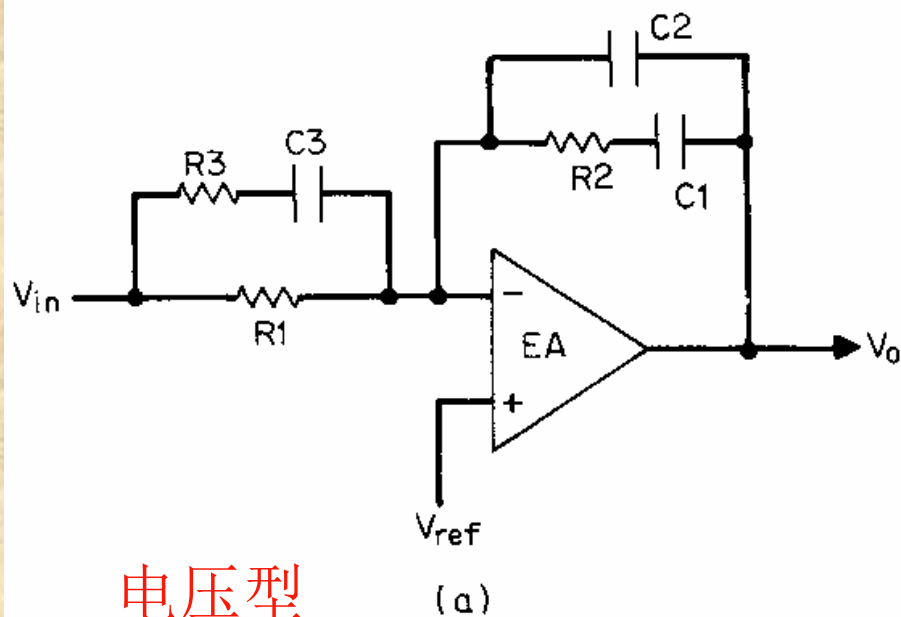 C2
R3
C3
R2
C1
Vin
R1
−
EA
Vo
+
Vref
电压型
(a)